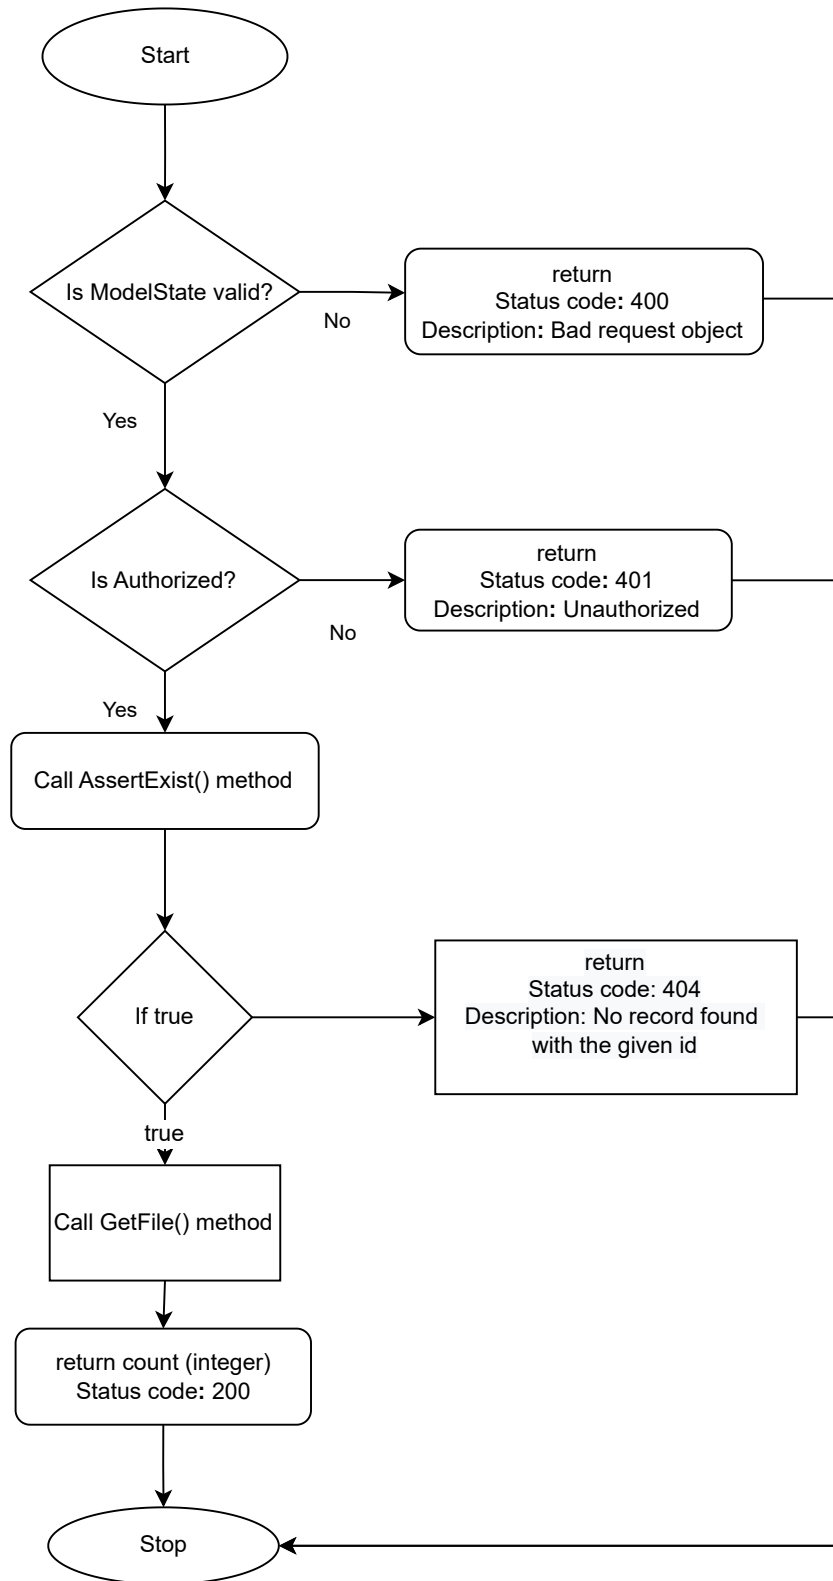 Start
Is ModelState valid?
No
return
Status code: 400
Description: Bad request object
Yes
Is Authorized?
No
return
Status code: 401
Description: Unauthorized
Yes
Call AssertExist() method
If true
return
Status code: 404
Description: No record found
with the given id
true
Call GetFile() method
return count (integer)
Status code: 200
Stop